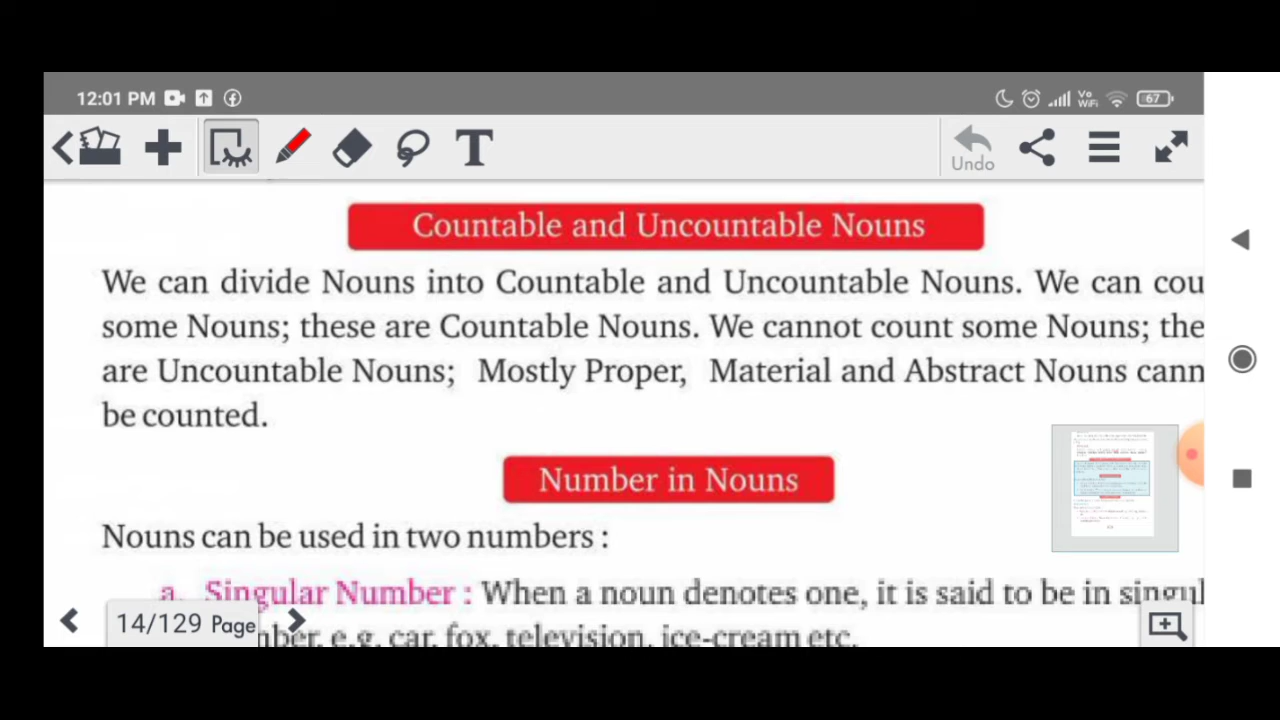 12:01 PM
Vo WiFi 67
T
Undo
Countable and Uncountable Nouns
We can divide Nouns into Countable and Uncountable Nouns. We can cou
some Nouns; these are Countable Nouns. We cannot count some Nouns; the
are Uncountable Nouns; Mostly Proper, Material and Abstract Nouns cann
be counted.
Number in Nouns
Nouns can be used in two numbers :
a. Singular Number : When a noun denotes one, it is said to be in singul
14/129 Page
nber, e.g. car, fox, television, ice-cream etc.